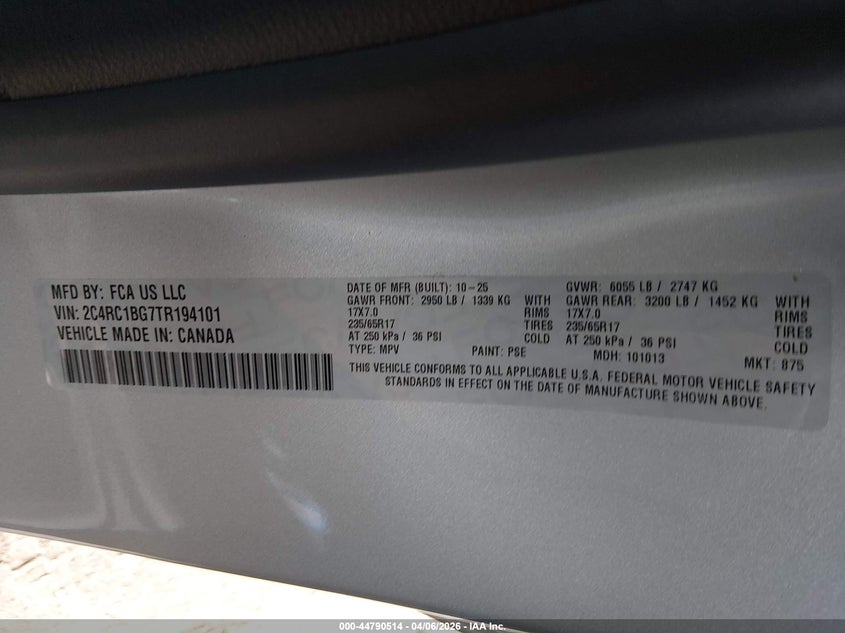 MFD BY: FCA US LLC
VIN: 2C4RC1BG7TR194101
VEHICLE MADE IN: CANADA
DATE OF MFR (BUILT): 10-25
GAWR FRONT: 2950 LB / 1339 KG WITH
17X7.0 RIMS
235/65R17 TIRES
AT 250 kPa / 36 PSI COLD
TYPE: MPV PAINT: PSE
GVWR: 6055 LB / 2747 KG
GAWR REAR: 3200 LB / 1452 KG WITH
17X7.0 RIMS
235/65R17 TIRES
AT 250 kPa / 36 PSI COLD
MDH: 101013 MKT: 875
THIS VEHICLE CONFORMS TO ALL APPLICABLE U.S.A. FEDERAL MOTOR VEHICLE SAFETY
STANDARDS IN EFFECT ON THE DATE OF MANUFACTURE SHOWN ABOVE.
000-44790514 - 04/06/2026 - IAA Inc.